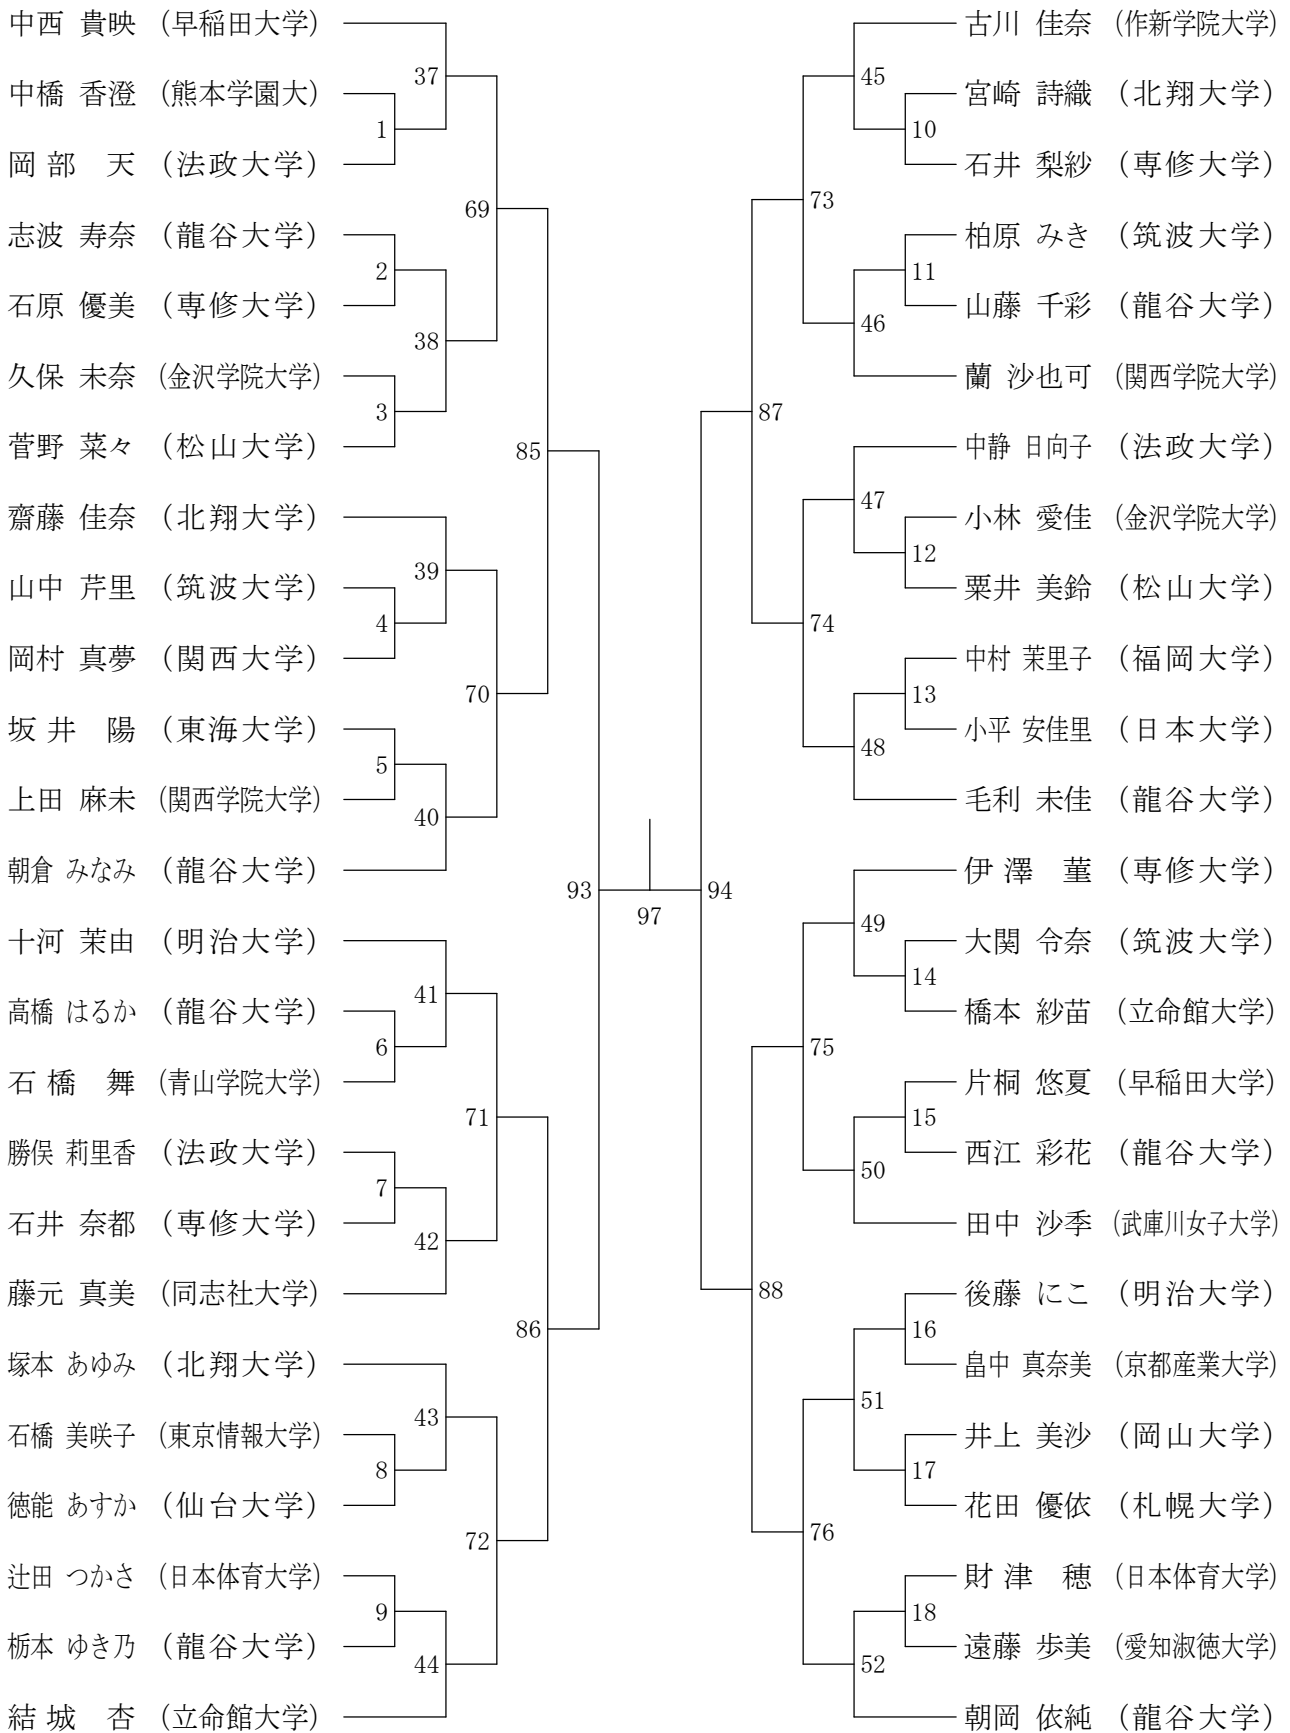 中西 貴映 （早稲田大学）
中橋 香澄 （熊本学園大）
岡部 天 （法政大学）
志波 寿奈 （龍谷大学）
石原 優美 （専修大学）
久保 未奈 （金沢学院大学）
菅野 菜々 （松山大学）
齋藤 佳奈 （北翔大学）
山中 芹里 （筑波大学）
岡村 真夢 （関西大学）
坂井 陽 （東海大学）
上田 麻未 （関西学院大学）
朝倉 みなみ （龍谷大学）
十河 茉由 （明治大学）
高橋 はるか （龍谷大学）
石橋 舞 （青山学院大学）
勝俣 莉里香 （法政大学）
石井 奈都 （専修大学）
藤元 真美 （同志社大学）
塚本 あゆみ （北翔大学）
石橋 美咲子 （東京情報大学）
徳能 あすか （仙台大学）
辻田 つかさ （日本体育大学）
栃本 ゆき乃 （龍谷大学）
結城 杏 （立命館大学）
1
2
3
4
5
6
7
8
9
37
38
39
40
41
42
43
44
69
70
71
72
85
86
93
97
94
87
88
73
74
75
76
45
46
47
48
49
50
51
52
10
11
12
13
14
15
16
17
18
古川 佳奈 （作新学院大学）
宮崎 詩織 （北翔大学）
石井 梨紗 （専修大学）
柏原 みき （筑波大学）
山藤 千彩 （龍谷大学）
蘭 沙也可 （関西学院大学）
中静 日向子 （法政大学）
小林 愛佳 （金沢学院大学）
粟井 美鈴 （松山大学）
中村 茉里子 （福岡大学）
小平 安佳里 （日本大学）
毛利 未佳 （龍谷大学）
伊澤 菫 （専修大学）
大関 令奈 （筑波大学）
橋本 紗苗 （立命館大学）
片桐 悠夏 （早稲田大学）
西江 彩花 （龍谷大学）
田中 沙季 （武庫川女子大学）
後藤 にこ （明治大学）
畠中 真奈美 （京都産業大学）
井上 美沙 （岡山大学）
花田 優依 （札幌大学）
財津 穂 （日本体育大学）
遠藤 歩美 （愛知淑徳大学）
朝岡 依純 （龍谷大学）